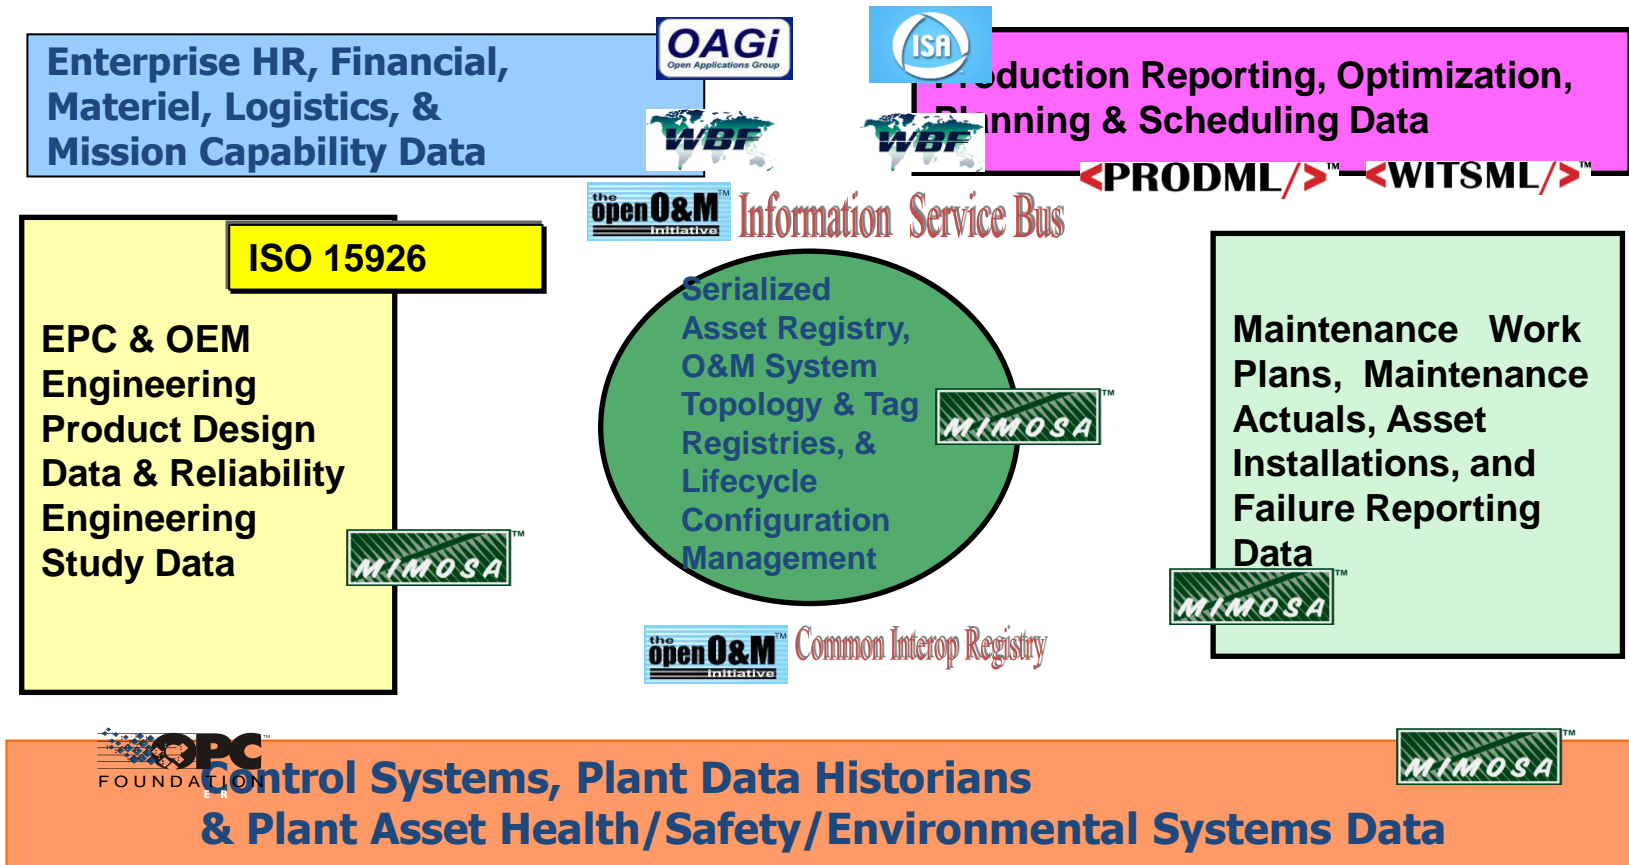 Enterprise HR, Financial,
Materiel, Logistics, &
Mission Capability Data
OAGi
Open Applications Group
WBF
ISA
WBF
Production Reporting, Optimization,
Planning & Scheduling Data
<PRODML/>™ <WITSML/>™
the
open O&M™
initiative
Information Service Bus
ISO 15926
EPC & OEM
Engineering
Product Design
Data & Reliability
Engineering
Study Data
MIMOSA™
Serialized
Asset Registry,
O&M System
Topology & Tag
Registries, &
Lifecycle
Configuration
Management
MIMOSA™
Maintenance Work
Plans, Maintenance
Actuals, Asset
Installations, and
Failure Reporting
Data
MIMOSA™
the
open O&M™
initiative
Common Interop Registry
OPC™
FOUNDATION
E R
MIMOSA™
Control Systems, Plant Data Historians
& Plant Asset Health/Safety/Environmental Systems Data